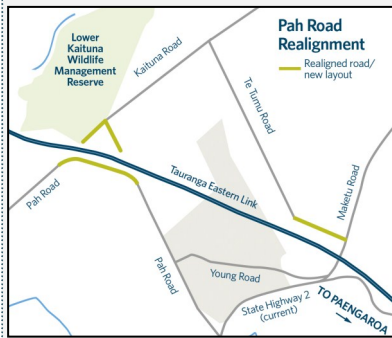 Pah Road
Realignment
Realigned road/
new layout
Lower
Kaituna
Wildlife
Management
Reserve
Kaituna Road
Te Tumu Road
Tauranga Eastern Link
Maketu Road
Pah Road
Pah Road
Young Road
State Highway 2
(current)
TO PAENGAROA